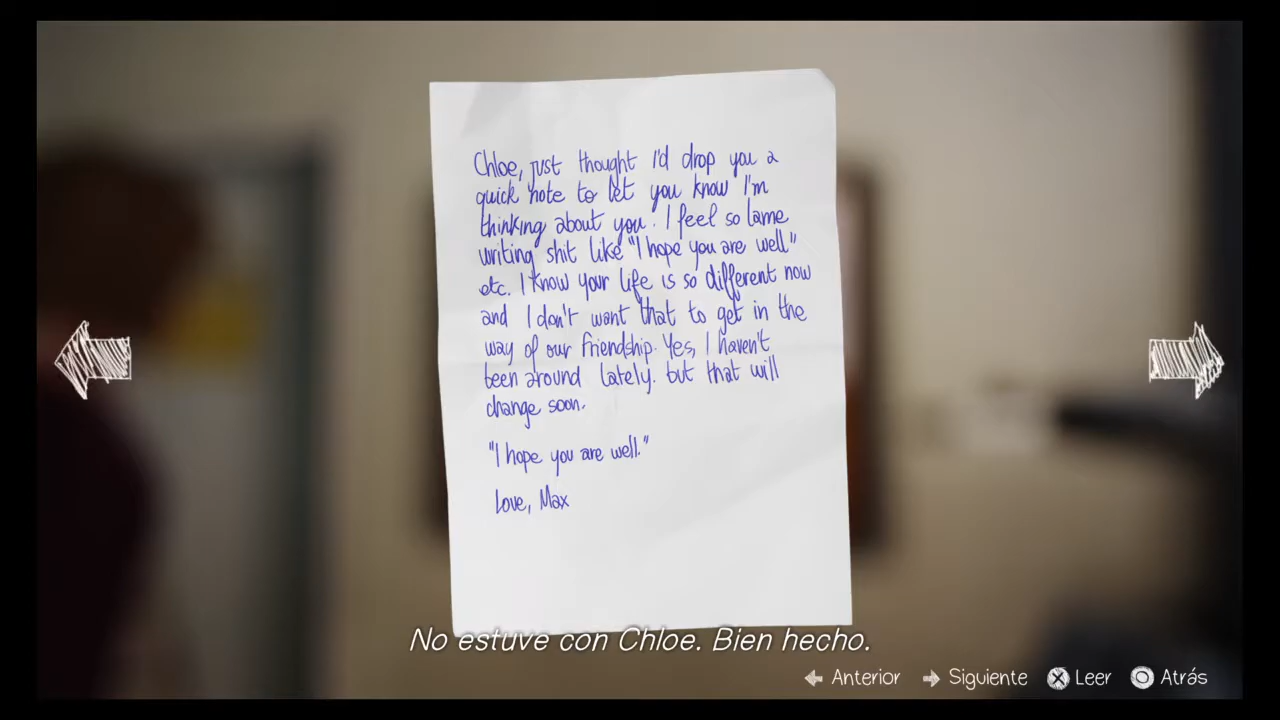 Chloe, just thought I'd drop you a
quick note to let you know I'm
thinking about you. I feel so lame
writing shit like "I hope you are well"
etc. I know your life is so different now
and I don't want that to get in the
way of our friendship. Yes, I haven't
been around lately. but that will
change soon.
"I hope you are well."
Love, Max
No estuve con Chloe. Bien hecho.
Anterior Siguiente Leer Atrás